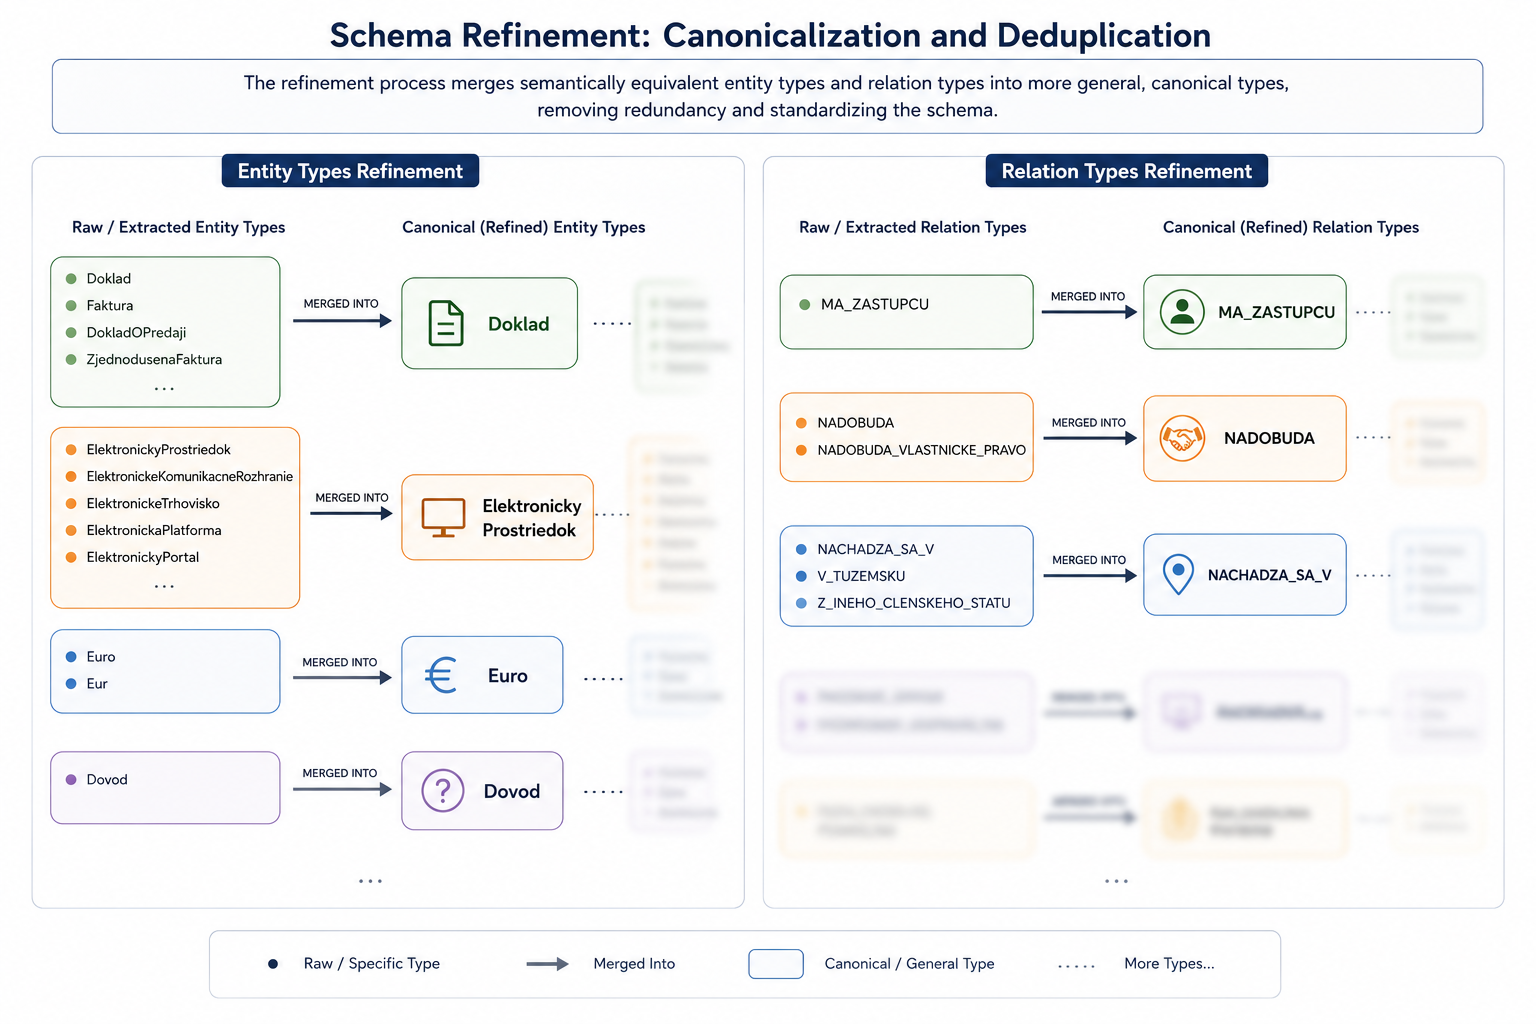 Schema Refinement: Canonicalization and Deduplication
The refinement process merges semantically equivalent entity types and relation types into more general, canonical types,
removing redundancy and standardizing the schema.
Entity Types Refinement
Raw / Extracted Entity Types
Canonical (Refined) Entity Types
Doklad
Faktura
DokladOPredaji
ZjednodusenaFaktura
...
MERGED INTO
Doklad
ElektronickyProstriedok
ElektronickeKomunikacneRozhranie
ElektronickeTrhovisko
ElektronickaPlatforma
ElektronickyPortal
...
MERGED INTO
Elektronicky
Prostriedok
Euro
Eur
MERGED INTO
Euro
Dovod
MERGED INTO
Dovod
...
Relation Types Refinement
Raw / Extracted Relation Types
Canonical (Refined) Relation Types
MA_ZASTUPCU
MERGED INTO
MA_ZASTUPCU
NADOBUDA
NADOBUDA_VLASTNICKE_PRAVO
MERGED INTO
NADOBUDA
NACHADZA_SA_V
V_TUZEMSKU
Z_INEHO_CLENSKEHO_STATU
MERGED INTO
NACHADZA_SA_V
...
Raw / Specific Type
Merged Into
Canonical / General Type
More Types...